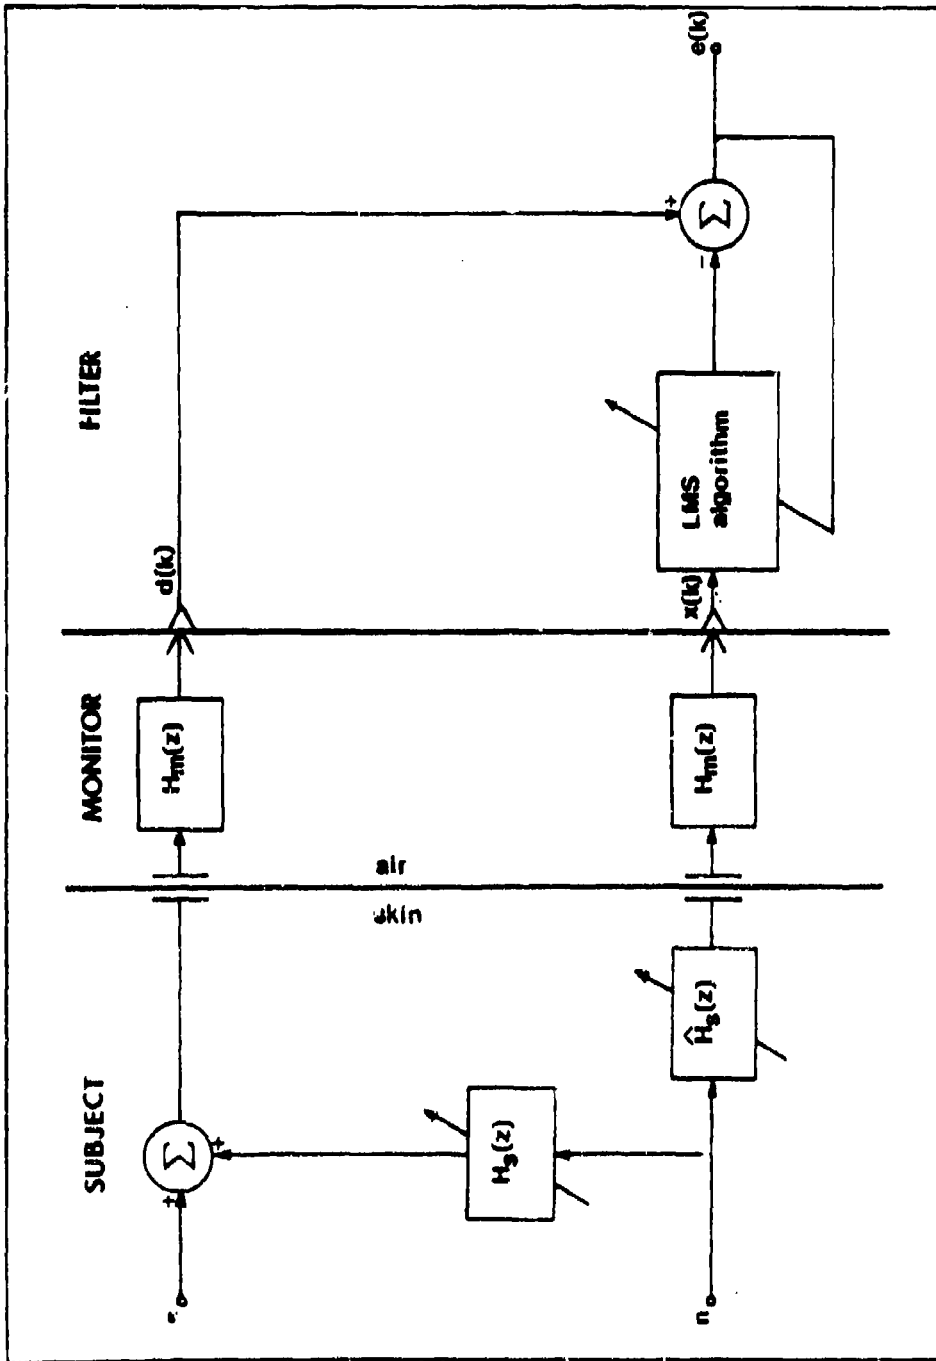 SUBJECT
MONITOR
FILTER
+
Σ
+
H_s(z)
n
Ĥ_s(z)
skin
air
H_m(z)
H_m(z)
d(k)
x(k)
LMS
algorithm
+
−
Σ
e(k)